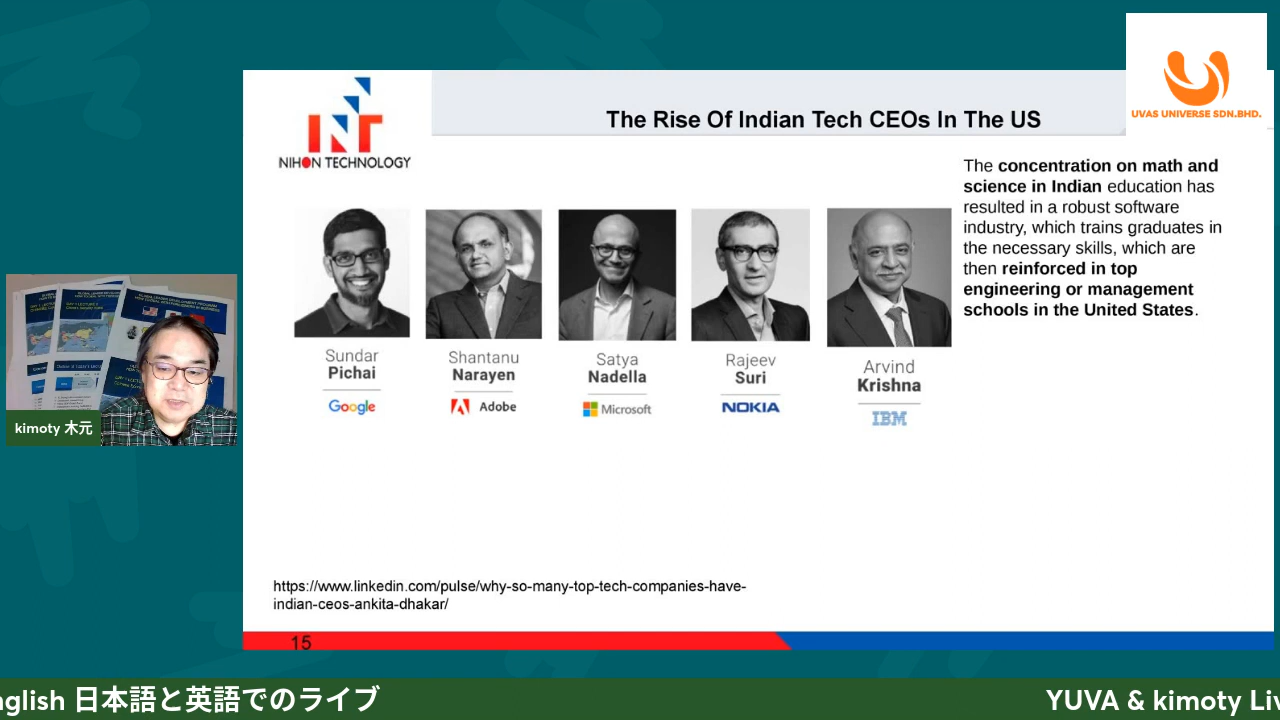 UVAS UNIVERSE SDN.BHD.
NIHON TECHNOLOGY
The Rise Of Indian Tech CEOs In The US
The concentration on math and
science in Indian education has
resulted in a robust software
industry, which trains graduates in
the necessary skills, which are
then reinforced in top
engineering or management
schools in the United States.
Sundar
Pichai
Google
Shantanu
Narayen
Adobe
Satya
Nadella
Microsoft
Rajeev
Suri
NOKIA
Arvind
Krishna
IBM
kimoty 木元
https://www.linkedin.com/pulse/why-so-many-top-tech-companies-have-
indian-ceos-ankita-dhakar/
15
nglish 日本語と英語でのライブ
YUVA & kimoty Liv